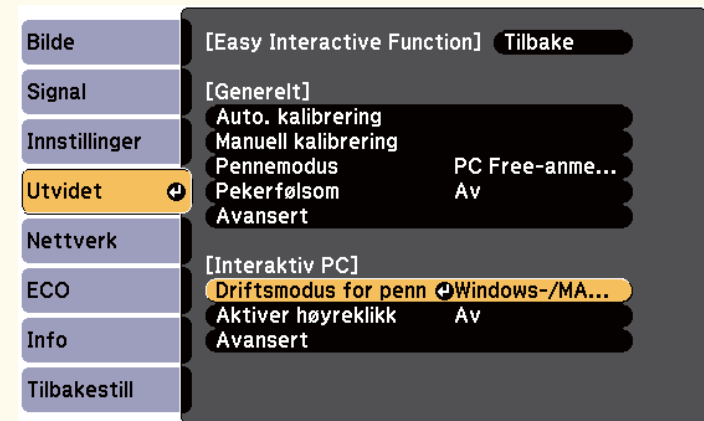 Bilde
Signal
Innstillinger
Utvidet
Nettverk
ECO
Info
Tilbakestill
[Easy Interactive Function] Tilbake
[Generelt]
Auto. kalibrering
Manuell kalibrering
Pennemodus PC Free-anme...
Pekerfølsom Av
Avansert
[Interaktiv PC]
Driftsmodus for penn Windows-/MA...
Aktiver høyreklikk Av
Avansert